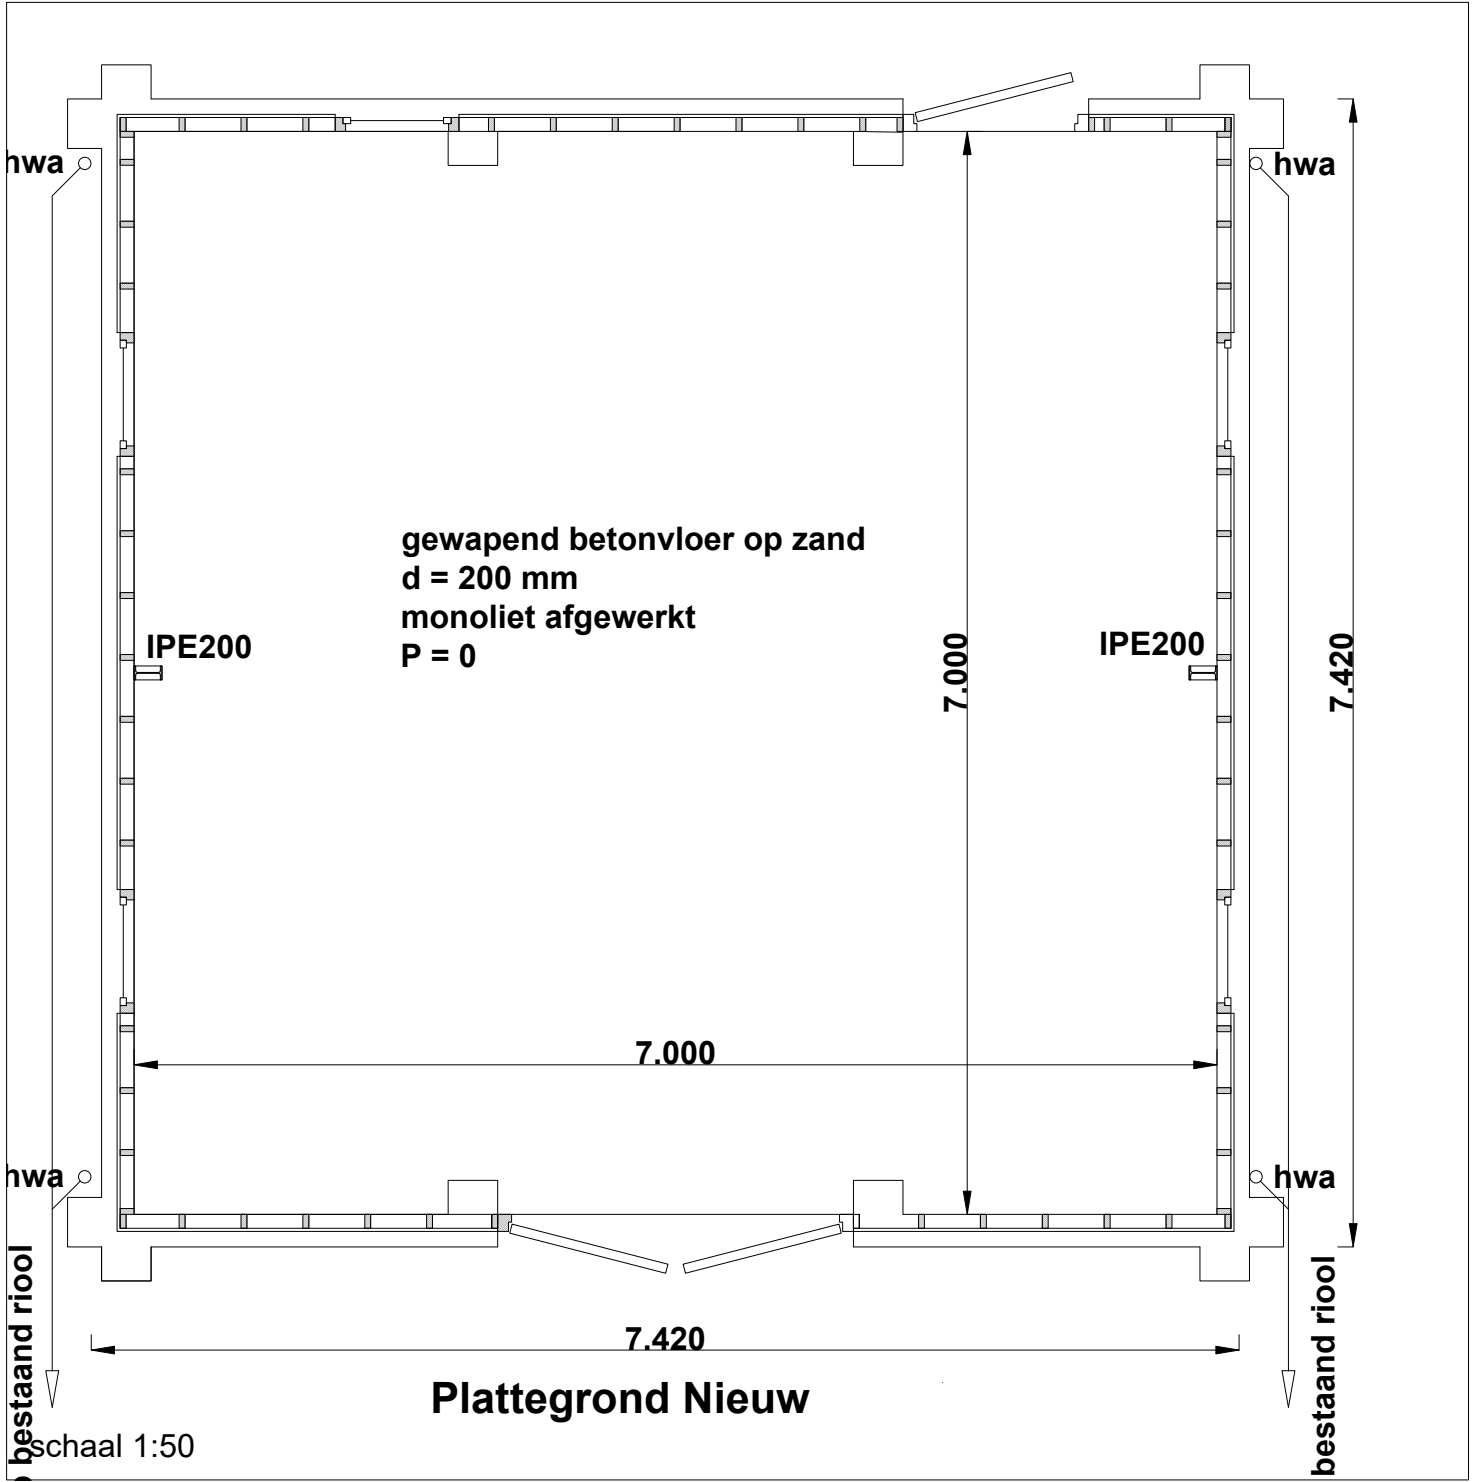 hwa
hwa
gewapend betonvloer op zand
d = 200 mm
monoliet afgewerkt
P = 0
IPE200
IPE200
7.000
7.420
7.000
hwa
hwa
bestaand riool
bestaand riool
7.420
Plattegrond Nieuw
schaal 1:50